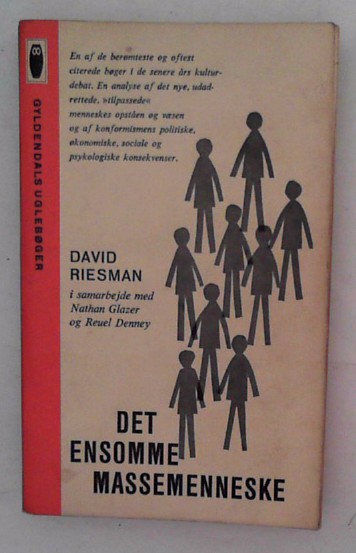 8
GYLDENDALS UGLEBØGER
En af de berømteste og oftest
citerede bøger i de senere års kultur-
debat. En analyse af det nye, udad-
rettede, »tilpassede«
menneskes opståen og væsen
og af konformismens politiske,
økonomiske, sociale og
psykologiske konsekvenser.
DAVID
RIESMAN
i samarbejde med
Nathan Glazer
og Reuel Denney
DET
ENSOMME
MASSEMENNESKE